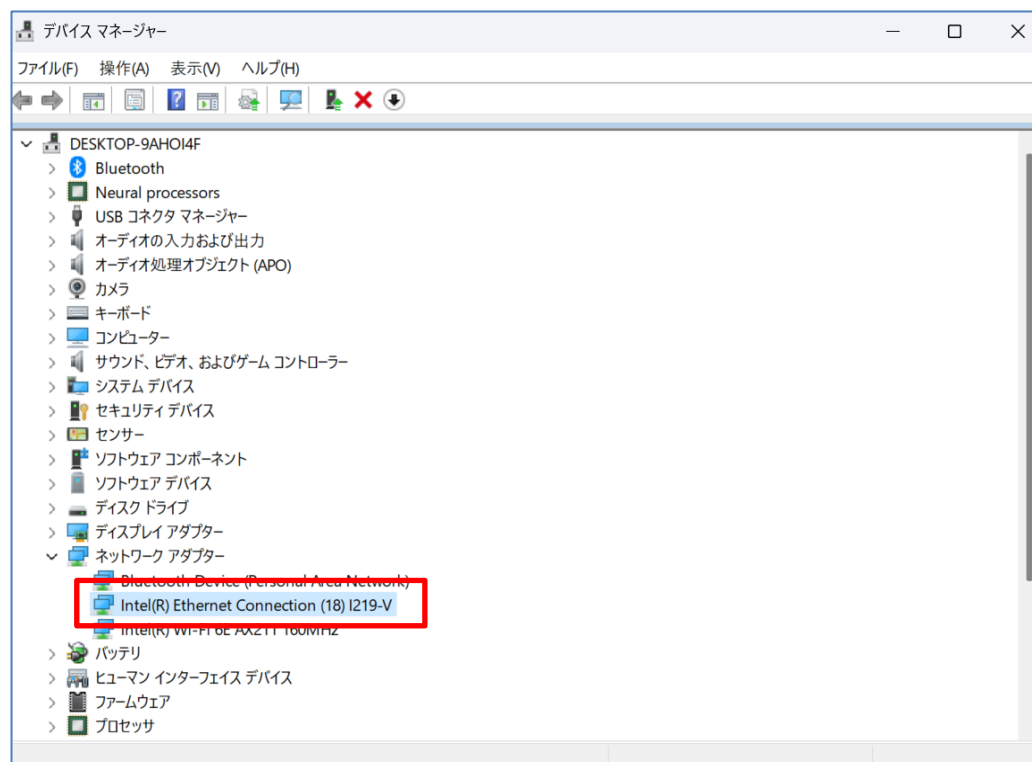 デバイス マネージャー
ファイル(F) 操作(A) 表示(V) ヘルプ(H)
DESKTOP-9AHOI4F
Bluetooth
Neural processors
USB コネクタ マネージャー
オーディオの入力および出力
オーディオ処理オブジェクト (APO)
カメラ
キーボード
コンピューター
サウンド、ビデオ、およびゲーム コントローラー
システム デバイス
セキュリティ デバイス
センサー
ソフトウェア コンポーネント
ソフトウェア デバイス
ディスク ドライブ
ディスプレイ アダプター
ネットワーク アダプター
Bluetooth Device (Personal Area Network)
Intel(R) Ethernet Connection (18) I219-V
Intel(R) Wi-Fi 6E AX211 160MHz
バッテリ
ヒューマン インターフェイス デバイス
ファームウェア
プロセッサ